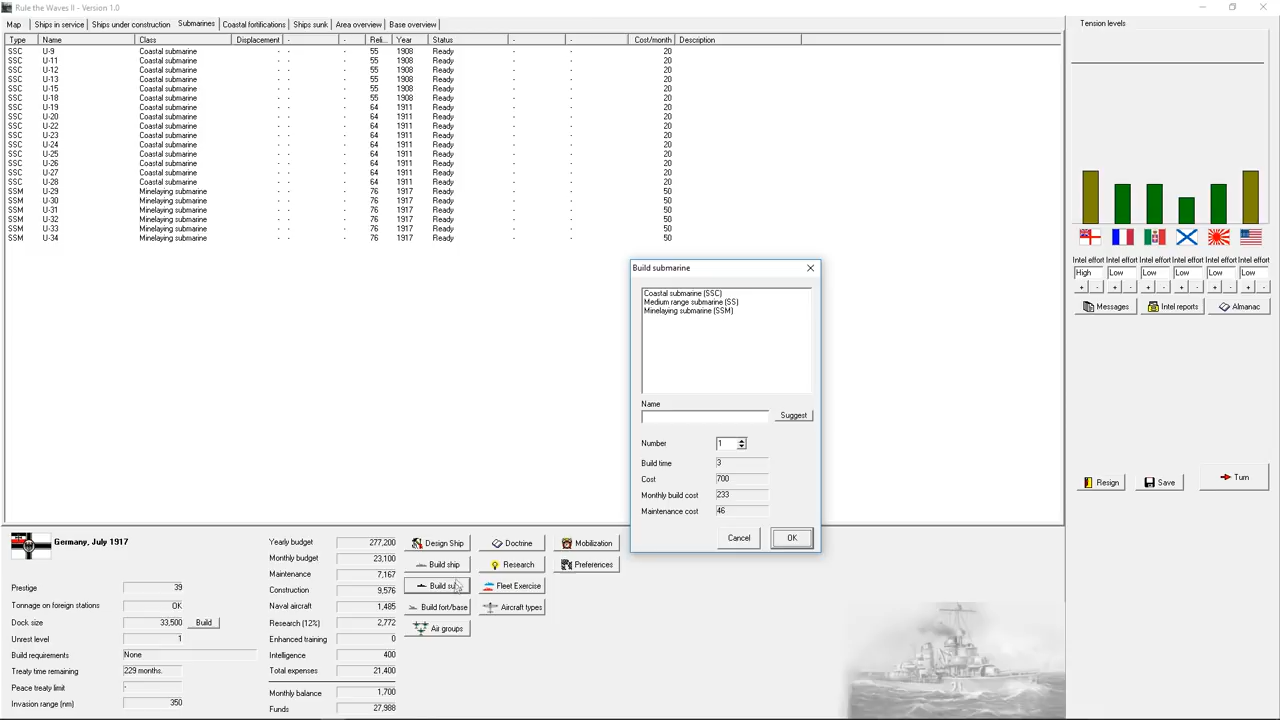 Rule the Waves II - Version 1.0
Map Ships in service Ships under construction Submarines Coastal fortifications Ships sunk Area overview Base overview
Type Name Class Displacement - - Reli... Year Status - - Cost/month Description
SSC U-9 Coastal submarine - - - 55 1908 Ready - - 20
SSC U-11 Coastal submarine - - - 55 1908 Ready - - 20
SSC U-12 Coastal submarine - - - 55 1908 Ready - - 20
SSC U-13 Coastal submarine - - - 55 1908 Ready - - 20
SSC U-15 Coastal submarine - - - 55 1908 Ready - - 20
SSC U-18 Coastal submarine - - - 55 1908 Ready - - 20
SSC U-19 Coastal submarine - - - 64 1911 Ready - - 20
SSC U-20 Coastal submarine - - - 64 1911 Ready - - 20
SSC U-22 Coastal submarine - - - 64 1911 Ready - - 20
SSC U-23 Coastal submarine - - - 64 1911 Ready - - 20
SSC U-24 Coastal submarine - - - 64 1911 Ready - - 20
SSC U-25 Coastal submarine - - - 64 1911 Ready - - 20
SSC U-26 Coastal submarine - - - 64 1911 Ready - - 20
SSC U-27 Coastal submarine - - - 64 1911 Ready - - 20
SSC U-28 Coastal submarine - - - 64 1911 Ready - - 20
SSM U-29 Minelaying submarine - - - 76 1917 Ready - - 50
SSM U-30 Minelaying submarine - - - 76 1917 Ready - - 50
SSM U-31 Minelaying submarine - - - 76 1917 Ready - - 50
SSM U-32 Minelaying submarine - - - 76 1917 Ready - - 50
SSM U-33 Minelaying submarine - - - 76 1917 Ready - - 50
SSM U-34 Minelaying submarine - - - 76 1917 Ready - - 50
Build submarine
Coastal submarine (SSC)
Medium range submarine (SS)
Minelaying submarine (SSM)
Name
Suggest
Number 1
Build time 3
Cost 700
Monthly build cost 233
Maintenance cost 46
Cancel OK
Tension levels
Intel effort Intel effort Intel effort Intel effort Intel effort Intel effort
High Low Low Low Low Low
+ - + - + - + - + - + -
Messages Intel reports Almanac
Resign Save Turn
Germany, July 1917
Prestige 39
Tonnage on foreign stations OK
Dock size 33,500 Build
Unrest level 1
Build requirements None
Treaty time remaining 229 months.
Peace treaty limit -
Invasion range (nm) 350
Yearly budget 277,200
Monthly budget 23,100
Maintenance 7,167
Construction 9,576
Naval aircraft 1,485
Research (12%) 2,772
Enhanced training 0
Intelligence 400
Total expenses 21,400
Monthly balance 1,700
Funds 27,988
Design Ship Doctrine Mobilization
Build ship Research Preferences
Build su Fleet Exercise
Build fort/base Aircraft types
Air groups